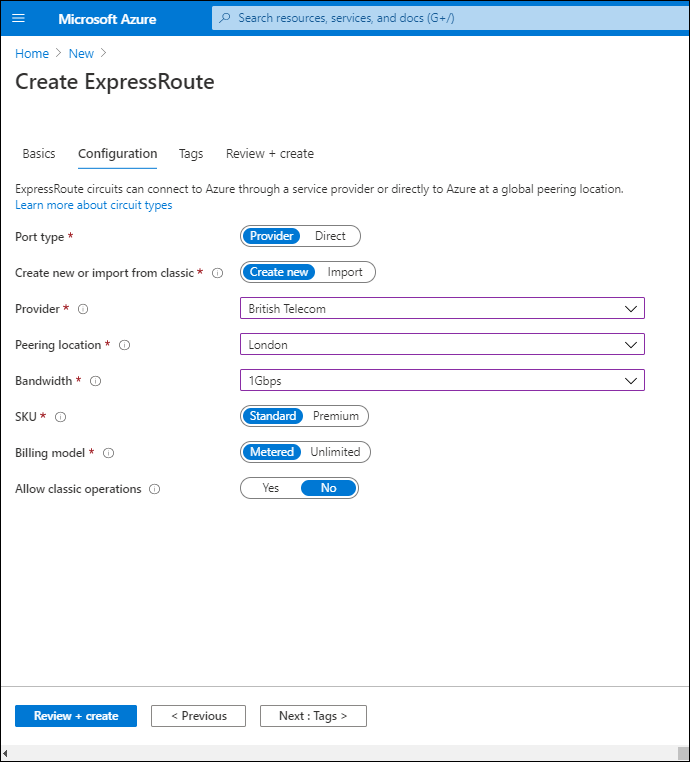 Microsoft Azure
Search resources, services, and docs (G+/)
Home > New >
Create ExpressRoute
Basics Configuration Tags Review + create
ExpressRoute circuits can connect to Azure through a service provider or directly to Azure at a global peering location.
Learn more about circuit types
Port type * Provider Direct
Create new or import from classic * Create new Import
Provider * British Telecom
Peering location * London
Bandwidth * 1Gbps
SKU * Standard Premium
Billing model * Metered Unlimited
Allow classic operations Yes No
Review + create < Previous Next : Tags >